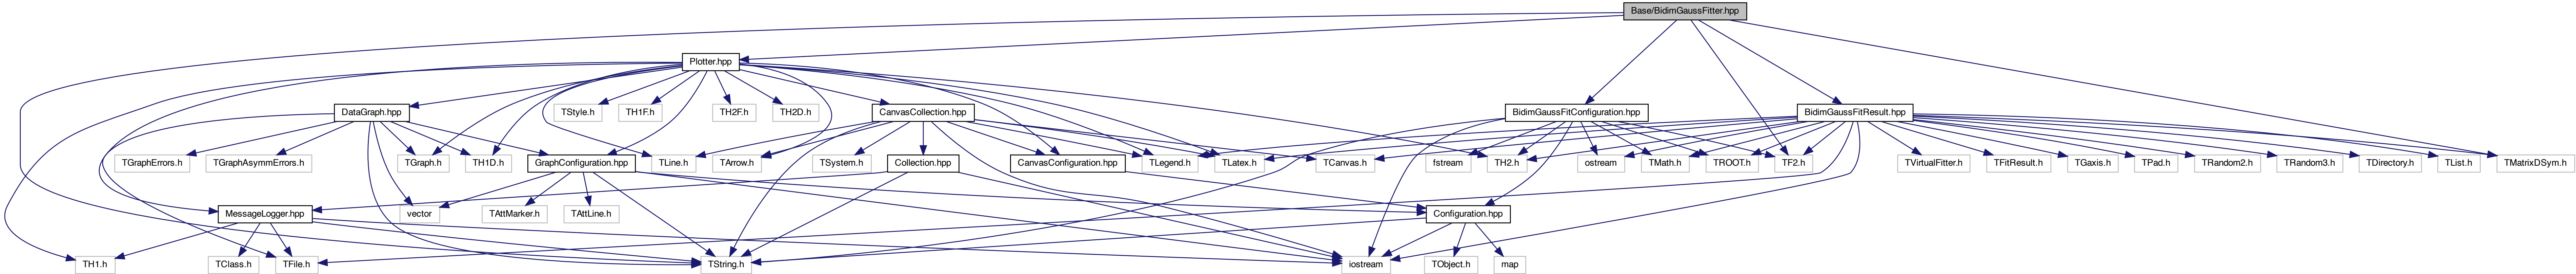 Base/BidimGaussFitter.hpp
Plotter.hpp
DataGraph.hpp
TStyle.h
TH1F.h
TH2F.h
TH2D.h
CanvasCollection.hpp
BidimGaussFitConfiguration.hpp
BidimGaussFitResult.hpp
TGraphErrors.h
TGraphAsymmErrors.h
TGraph.h
TH1D.h
GraphConfiguration.hpp
TLine.h
TArrow.h
TSystem.h
Collection.hpp
CanvasConfiguration.hpp
TLegend.h
TLatex.h
TCanvas.h
fstream
TH2.h
ostream
TMath.h
TROOT.h
TF2.h
TVirtualFitter.h
TFitResult.h
TGaxis.h
TPad.h
TRandom2.h
TRandom3.h
TDirectory.h
TList.h
TMatrixDSym.h
MessageLogger.hpp
vector
TAttMarker.h
TAttLine.h
Configuration.hpp
TH1.h
TClass.h
TFile.h
TString.h
iostream
TObject.h
map